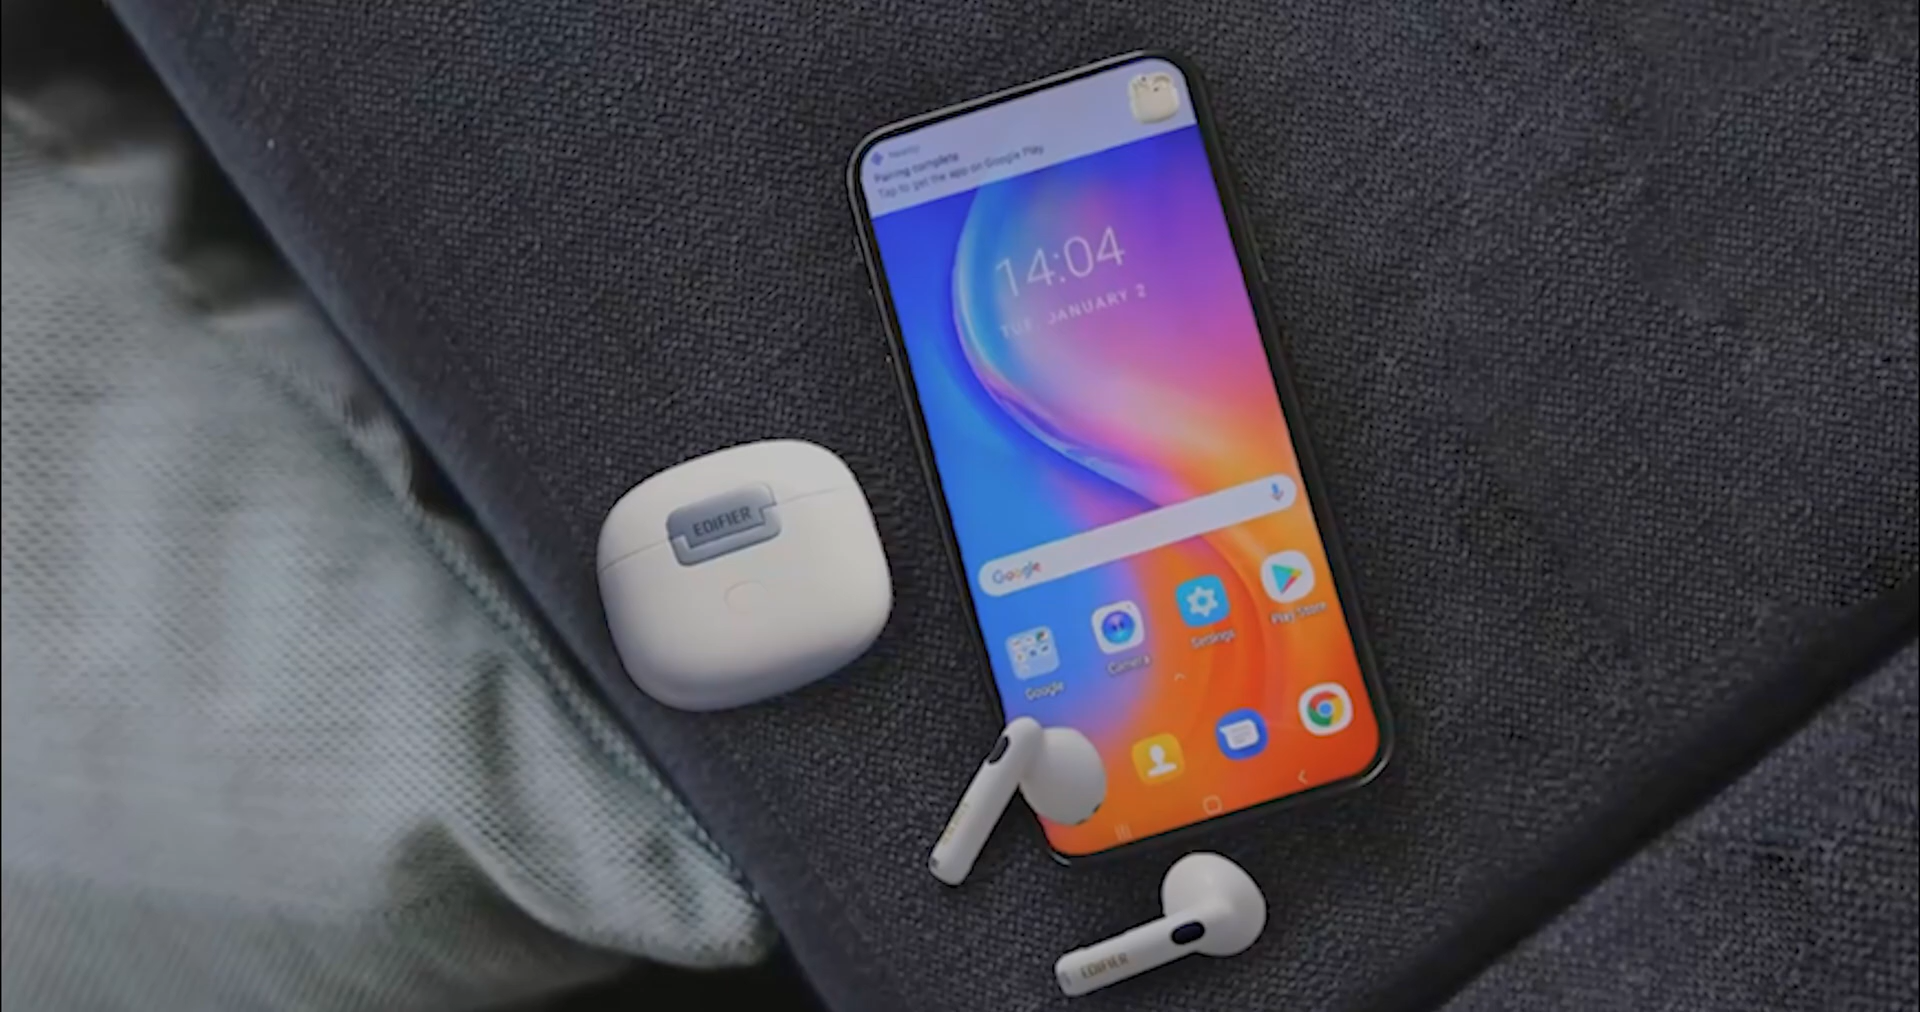 Nearby
Pairing complete
Tap to get the app on Google Play
14:04
TUE, JANUARY 2
EDIFIER
Google
Play Store
Settings
Camera
Google
EDIFIER